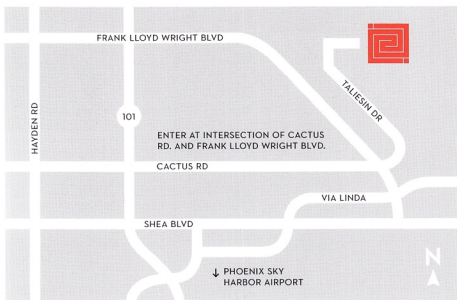 FRANK LLOYD WRIGHT BLVD
TALIESIN DR
HAYDEN RD
101
ENTER AT INTERSECTION OF CACTUS
RD. AND FRANK LLOYD WRIGHT BLVD.
CACTUS RD
VIA LINDA
SHEA BLVD
↓ PHOENIX SKY
HARBOR AIRPORT
N